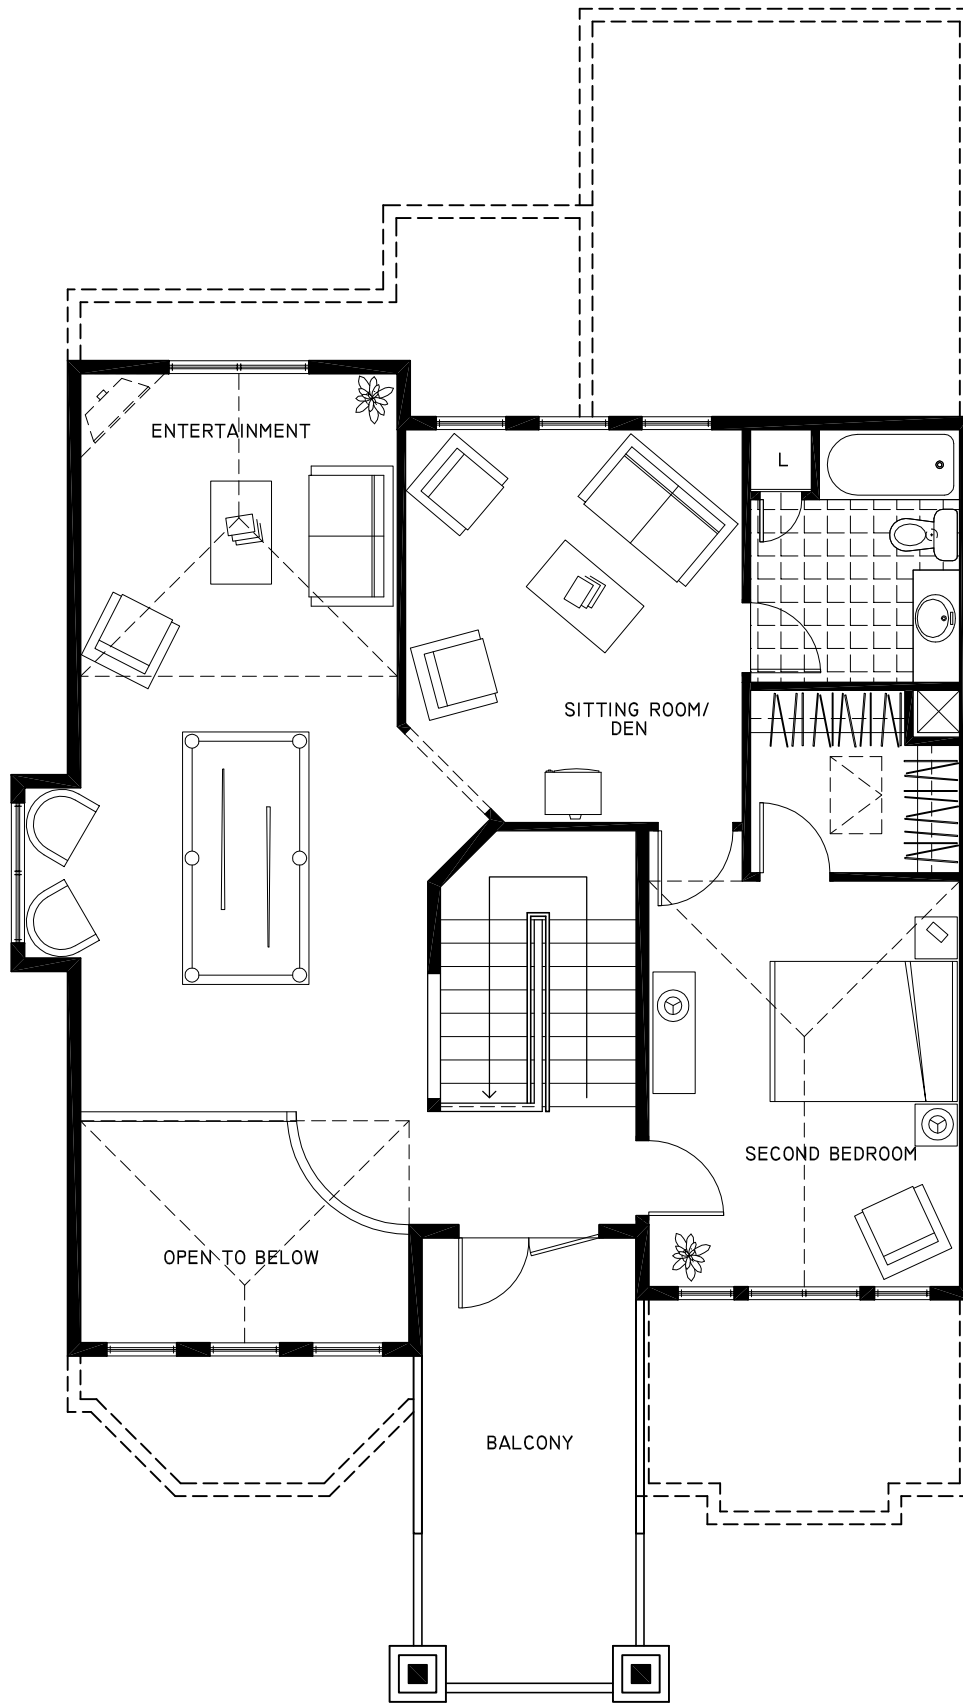 ENTERTAINMENT
L
SITTING ROOM/
DEN
SECOND BEDROOM
OPEN TO BELOW
BALCONY